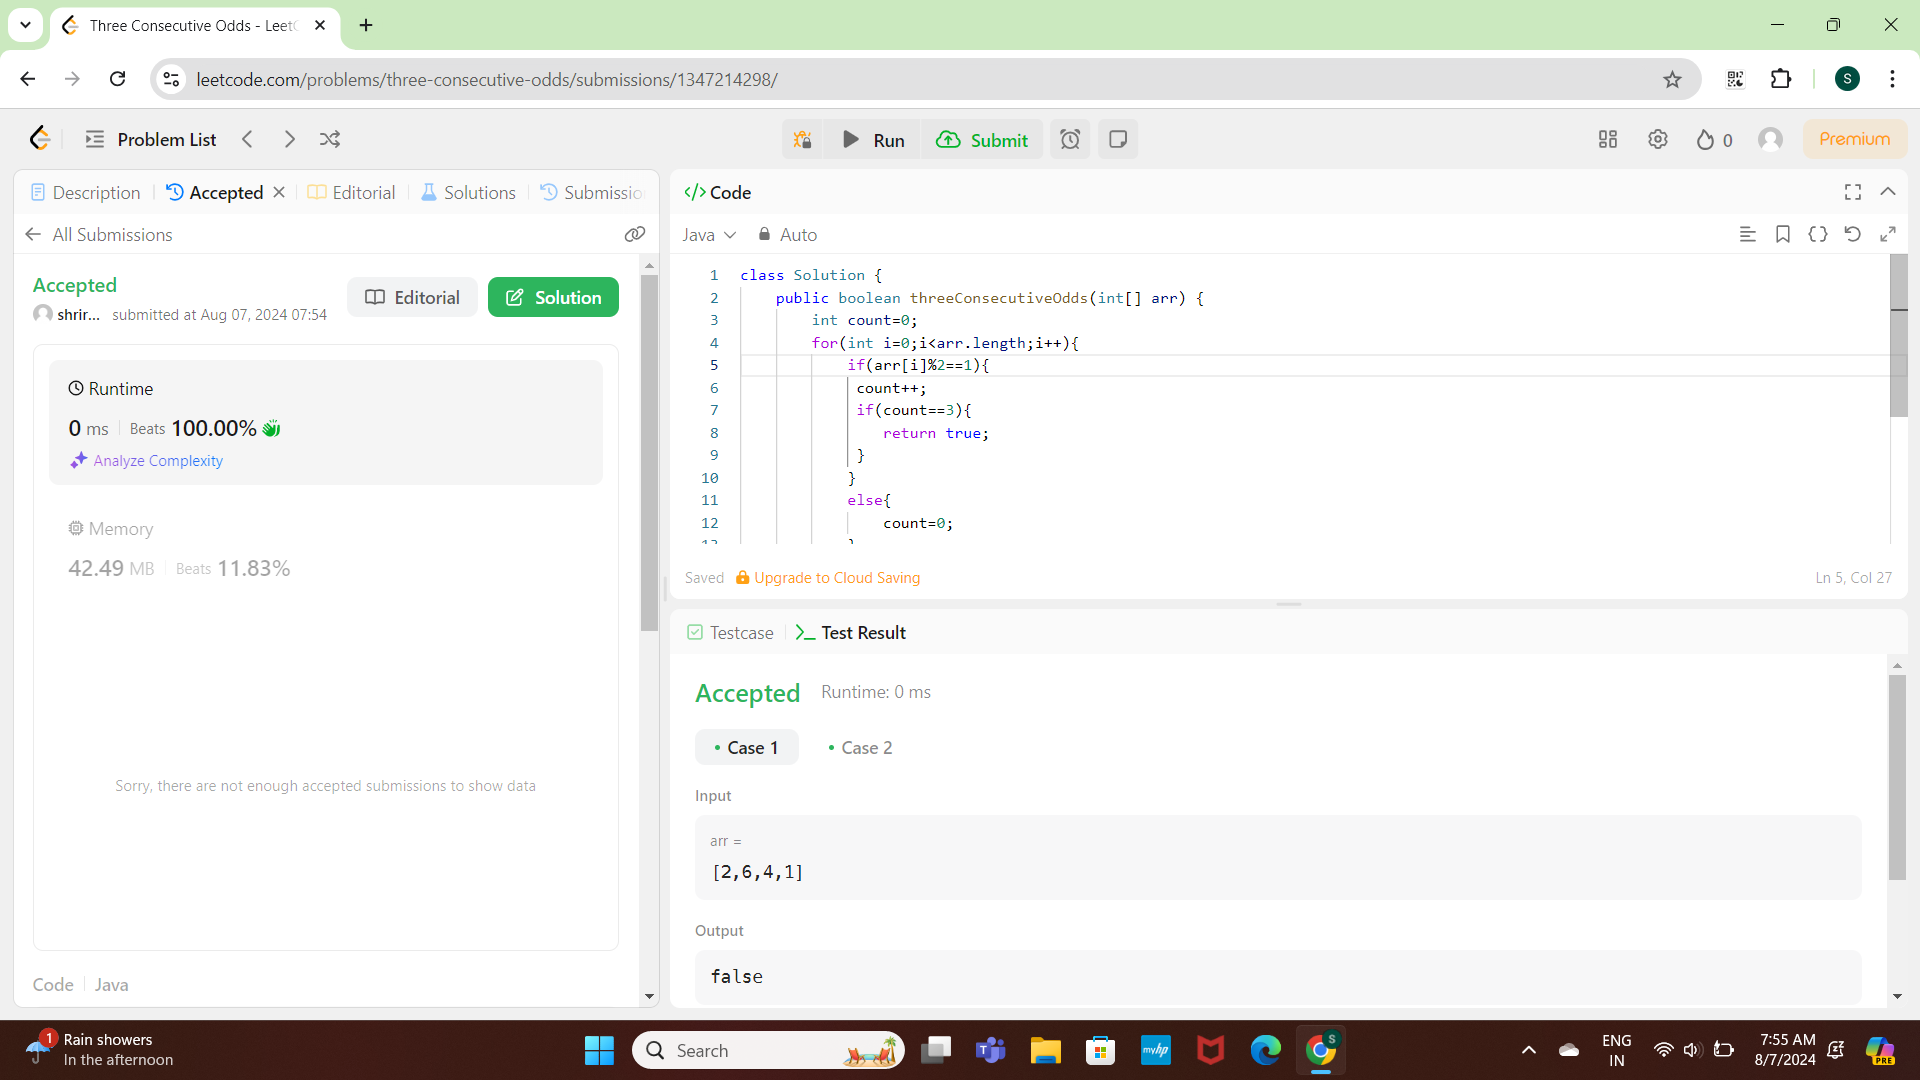 Three Consecutive Odds - Leet
leetcode.com/problems/three-consecutive-odds/submissions/1347214298/
S
Problem List
Run
Submit
0
Premium
Description
Accepted
Editorial
Solutions
Submissio
All Submissions
Accepted
shrir...
submitted at Aug 07, 2024 07:54
Editorial
Solution
Runtime
0 ms
Beats 100.00%
Analyze Complexity
Memory
42.49 MB
Beats 11.83%
Sorry, there are not enough accepted submissions to show data
Code
Java
</> Code
Java
Auto
1 class Solution {
2 public boolean threeConsecutiveOdds(int[] arr) {
3 int count=0;
4 for(int i=0;i<arr.length;i++){
5 if(arr[i]%2==1){
6 count++;
7 if(count==3){
8 return true;
9 }
10 }
11 else{
12 count=0;
13 }
Saved
Upgrade to Cloud Saving
Ln 5, Col 27
Testcase
Test Result
Accepted
Runtime: 0 ms
Case 1
Case 2
Input
arr =
[2,6,4,1]
Output
false
1
Rain showers
In the afternoon
Search
myhp
S
ENG
IN
7:55 AM
8/7/2024
PRE